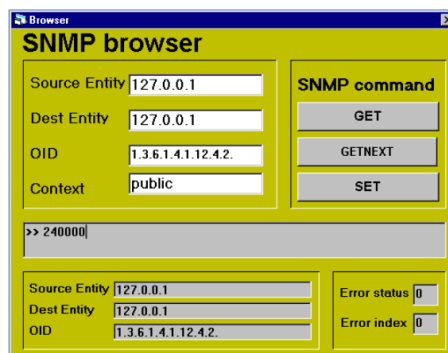 Browser
SNMP browser
Source Entity 127.0.0.1
Dest Entity 127.0.0.1
OID 1.3.6.1.4.1.12.4.2.
Context public
SNMP command
GET
GETNEXT
SET
>> 240000
Source Entity 127.0.0.1
Dest Entity 127.0.0.1
OID 1.3.6.1.4.1.12.4.2.
Error status 0
Error index 0